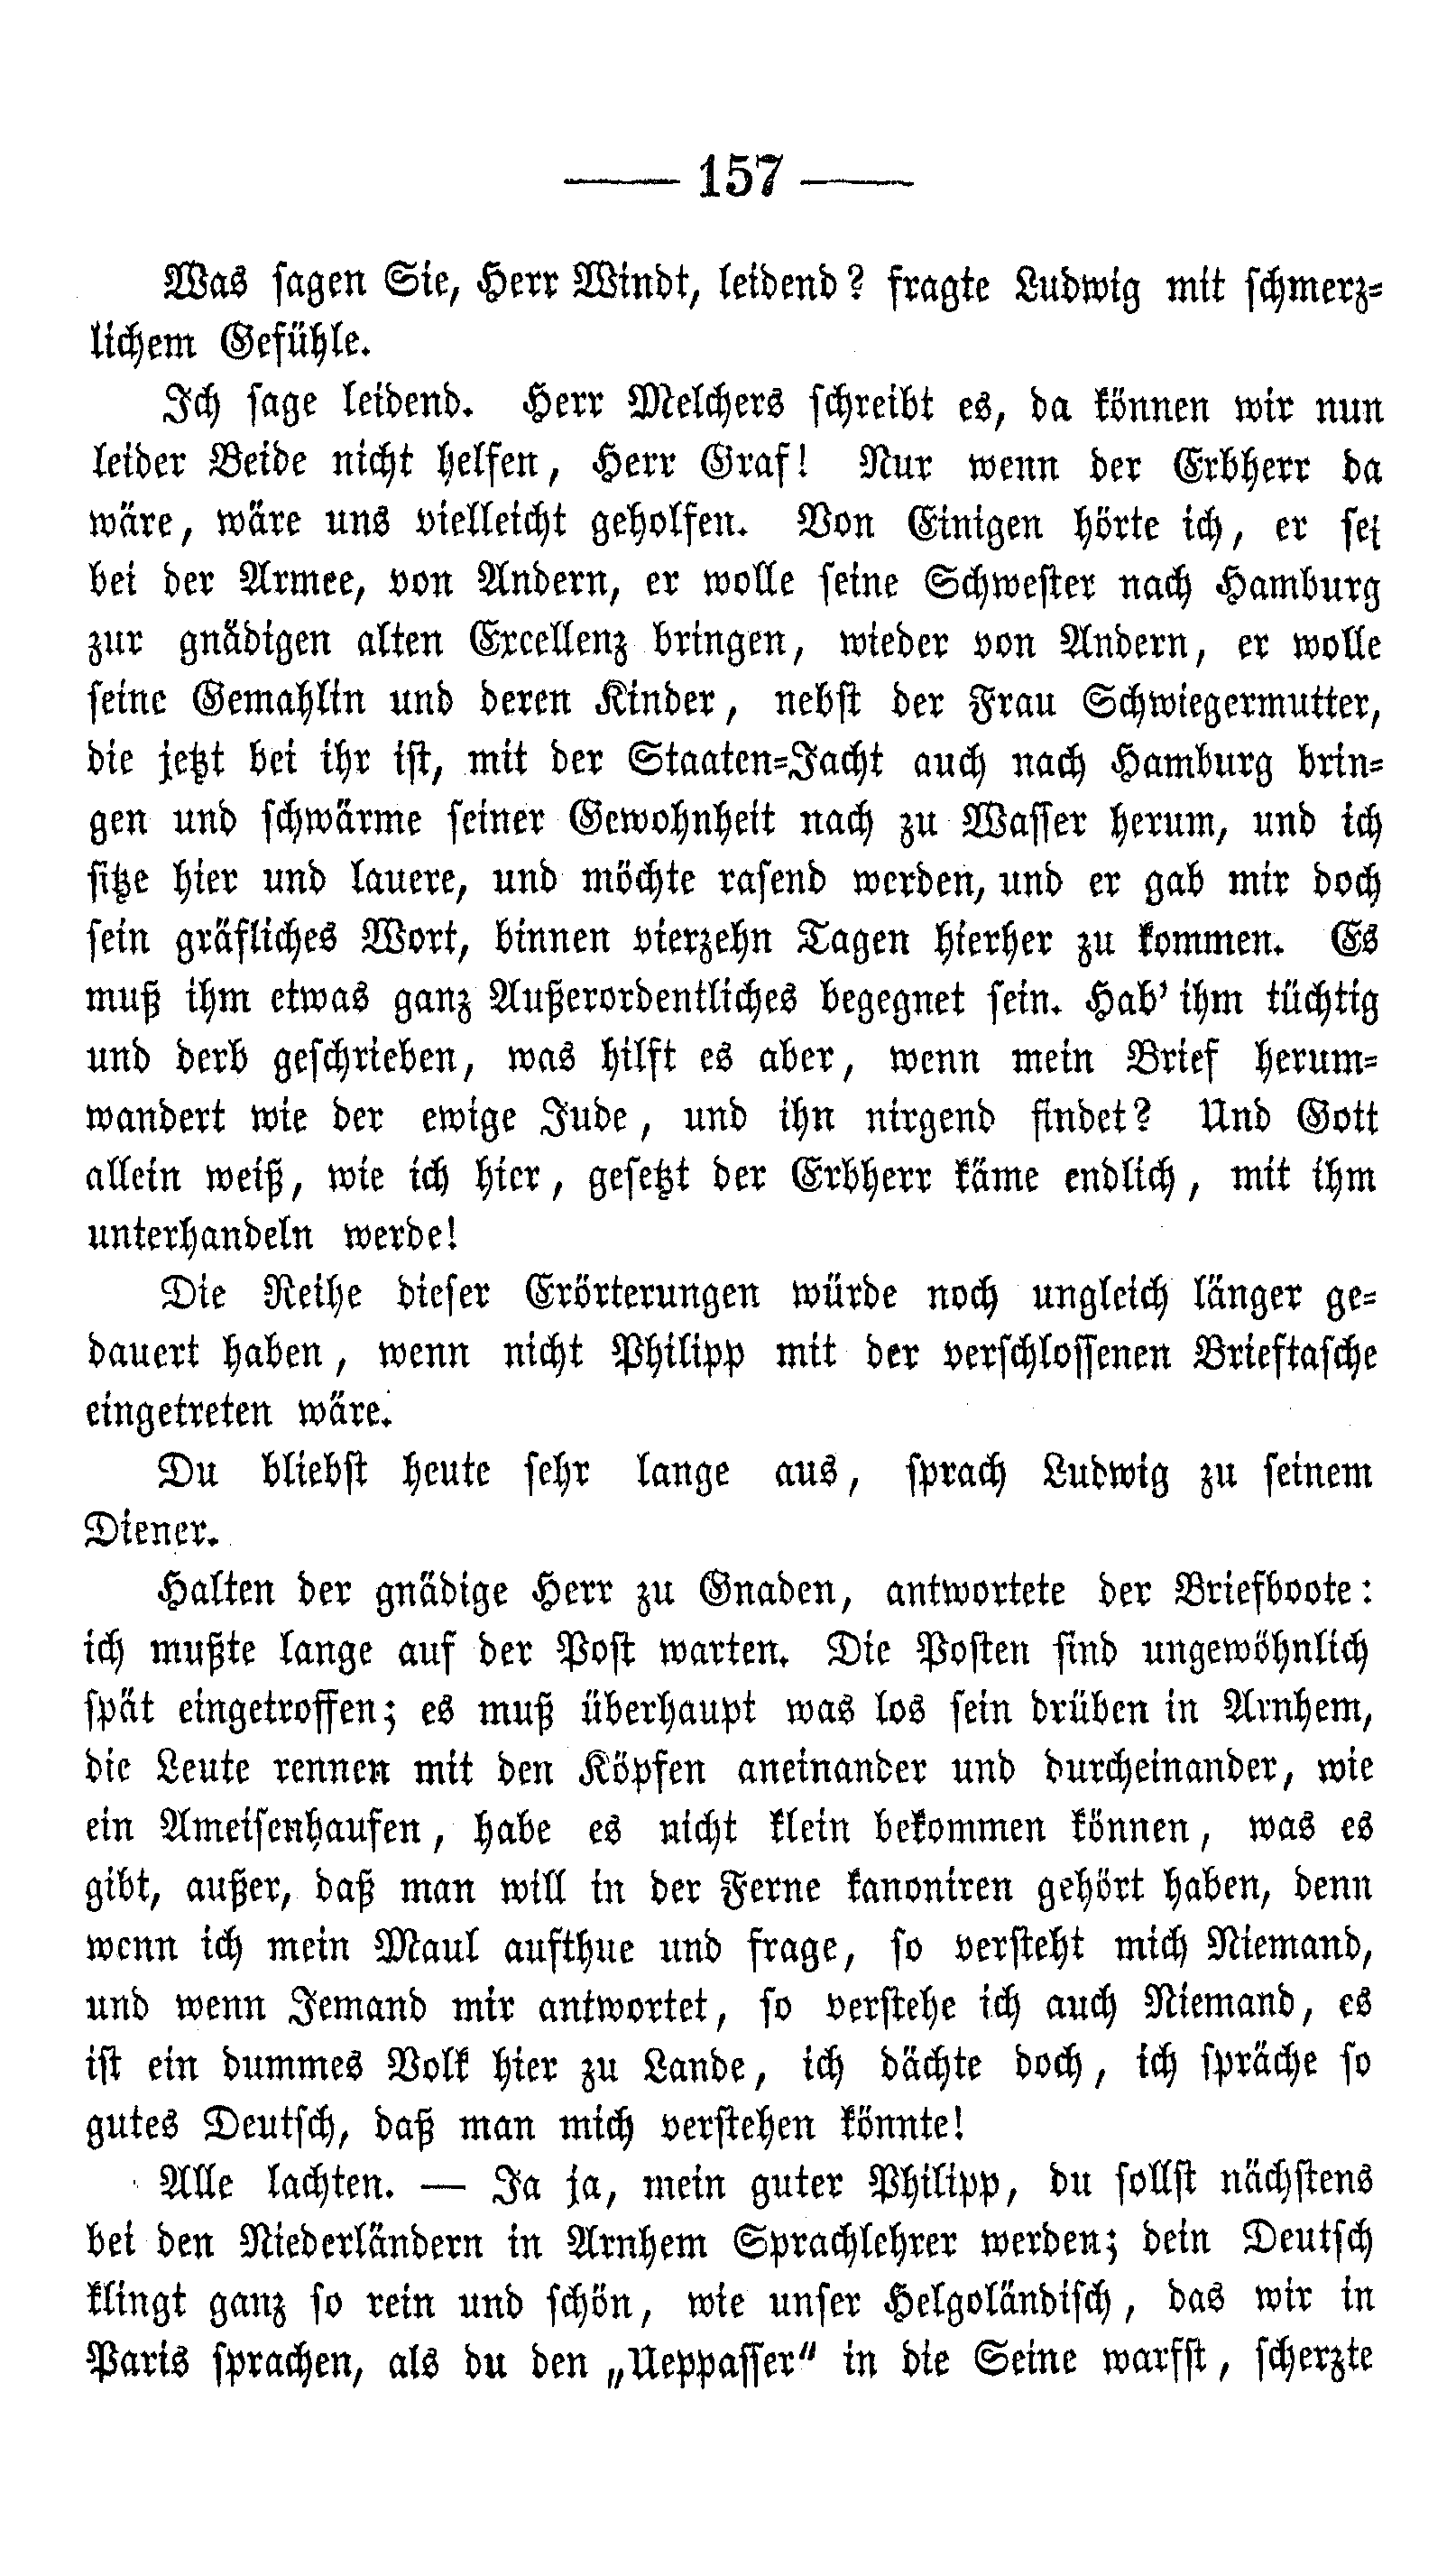 — 157 —
Was sagen Sie, Herr Windt, leidend? fragte Ludwig mit schmerz-
lichem Gefühle.
Ich sage leidend. Herr Melchers schreibt es, da können wir nun
leider Beide nicht helfen, Herr Graf! Nur wenn der Erbherr da
wäre, wäre uns vielleicht geholfen. Von Einigen hörte ich, er sei
bei der Armee, von Andern, er wolle seine Schwester nach Hamburg
zur gnädigen alten Excellenz bringen, wieder von Andern, er wolle
seine Gemahlin und deren Kinder, nebst der Frau Schwiegermutter,
die jetzt bei ihr ist, mit der Staaten-Jacht auch nach Hamburg brin-
gen und schwärme seiner Gewohnheit nach zu Wasser herum, und ich
sitze hier und lauere, und möchte rasend werden, und er gab mir doch
sein gräfliches Wort, binnen vierzehn Tagen hierher zu kommen. Es
muß ihm etwas ganz Außerordentliches begegnet sein. Hab' ihm tüchtig
und derb geschrieben, was hilft es aber, wenn mein Brief herum-
wandert wie der ewige Jude, und ihn nirgend findet? Und Gott
allein weiß, wie ich hier, gesetzt der Erbherr käme endlich, mit ihm
unterhandeln werde!
Die Reihe dieser Erörterungen würde noch ungleich länger ge-
dauert haben, wenn nicht Philipp mit der verschlossenen Brieftasche
eingetreten wäre.
Du bliebst heute sehr lange aus, sprach Ludwig zu seinem
Diener.
Halten der gnädige Herr zu Gnaden, antwortete der Briefboote:
ich mußte lange auf der Post warten. Die Posten sind ungewöhnlich
spät eingetroffen; es muß überhaupt was los sein drüben in Arnhem,
die Leute rennen mit den Köpfen aneinander und durcheinander, wie
ein Ameisenhaufen, habe es nicht klein bekommen können, was es
gibt, außer, daß man will in der Ferne kanoniren gehört haben, denn
wenn ich mein Maul aufthue und frage, so versteht mich Niemand,
und wenn Jemand mir antwortet, so verstehe ich auch Niemand, es
ist ein dummes Volk hier zu Lande, ich dächte doch, ich spräche so
gutes Deutsch, daß man mich verstehen könnte!
Alle lachten. — Ja ja, mein guter Philipp, du sollst nächstens
bei den Niederländern in Arnhem Sprachlehrer werden; dein Deutsch
klingt ganz so rein und schön, wie unser Helgoländisch, das wir in
Paris sprachen, als du den „Ueppasser" in die Seine warfst, scherzte